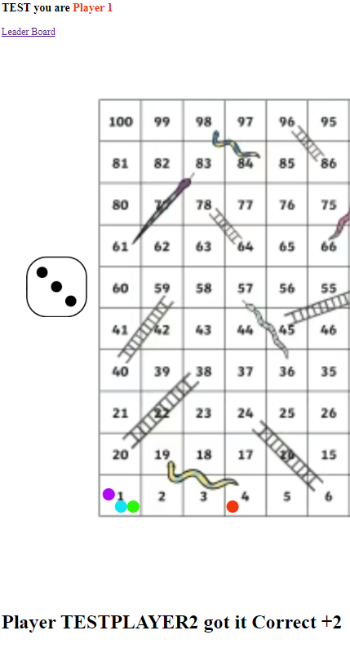 TEST you are Player 1
Leader Board
100 99 98 97 96 95
81 82 83 84 85 86
80 78 77 76 75
61 62 63 64 65 66
60 59 58 57 56 55
41 42 43 44 45 46
40 39 38 37 36 35
21 22 23 24 25 26
20 19 18 17 15
1 2 3 4 5 6
Player TESTPLAYER2 got it Correct +2